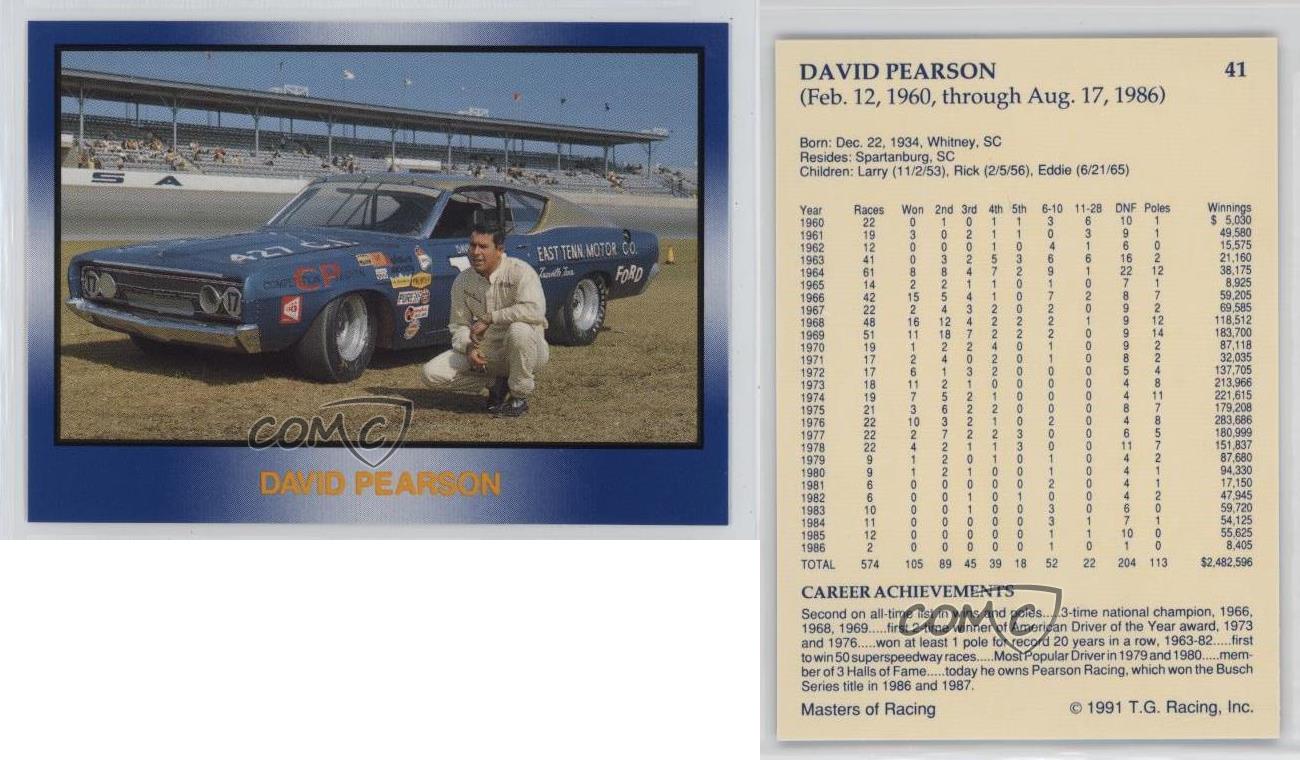 S A
427 C.I.
17
EAST TENN. MOTOR CO.
Knoxville, Tenn.
FORD
PURE
COMC
DAVID PEARSON
DAVID PEARSON 41
(Feb. 12, 1960, through Aug. 17, 1986)
Born: Dec. 22, 1934, Whitney, SC
Resides: Spartanburg, SC
Children: Larry (11/2/53), Rick (2/5/56), Eddie (6/21/65)
Year Races Won 2nd 3rd 4th 5th 6-10 11-28 DNF Poles Winnings
1960 22 0 1 0 1 1 3 6 10 1 $ 5,030
1961 19 3 0 2 1 1 0 3 9 1 49,580
1962 12 0 0 0 1 0 4 1 6 0 15,575
1963 41 0 3 2 5 3 6 6 16 2 21,160
1964 61 8 8 4 7 2 9 1 22 12 38,175
1965 14 2 2 1 1 0 1 0 7 1 8,925
1966 42 15 5 4 1 0 7 2 8 7 59,205
1967 22 2 4 3 2 0 2 0 9 2 69,585
1968 48 16 12 4 2 2 2 1 9 12 118,512
1969 51 11 18 7 2 2 2 0 9 14 183,700
1970 19 1 2 2 4 0 0 0 9 2 87,118
1971 17 2 4 0 2 0 1 0 8 2 32,035
1972 17 6 1 3 2 0 0 0 5 4 137,705
1973 18 11 2 1 0 0 0 0 4 8 213,966
1974 19 7 5 2 1 0 0 0 4 11 221,615
1975 21 3 6 2 2 0 0 0 8 7 179,208
1976 22 10 3 2 1 0 2 0 4 8 283,686
1977 22 2 7 2 2 3 0 0 6 5 180,999
1978 22 4 2 1 1 3 0 0 11 7 151,837
1979 9 1 2 0 1 0 1 0 4 2 87,680
1980 9 1 2 1 0 0 1 0 4 1 94,330
1981 6 0 0 0 0 0 2 0 4 1 17,150
1982 6 0 0 1 0 1 0 0 4 2 47,945
1983 10 0 0 1 0 0 3 0 6 0 59,720
1984 11 0 0 0 0 0 3 1 7 1 54,125
1985 12 0 0 0 0 0 1 1 10 0 55,625
1986 2 0 0 0 0 0 1 0 1 0 8,405
TOTAL 574 105 89 45 39 18 52 22 204 113 $2,482,596
CAREER ACHIEVEMENTS
Second on all-time list in wins and poles....3-time national champion, 1966,
1968, 1969.....first 2-time winner of American Driver of the Year award, 1973
and 1976.....won at least 1 pole for record 20 years in a row, 1963-82.....first
to win 50 superspeedway races.....Most Popular Driver in 1979 and 1980.....mem-
ber of 3 Halls of Fame.....today he owns Pearson Racing, which won the Busch
Series title in 1986 and 1987.
COMC
Masters of Racing © 1991 T.G. Racing, Inc.